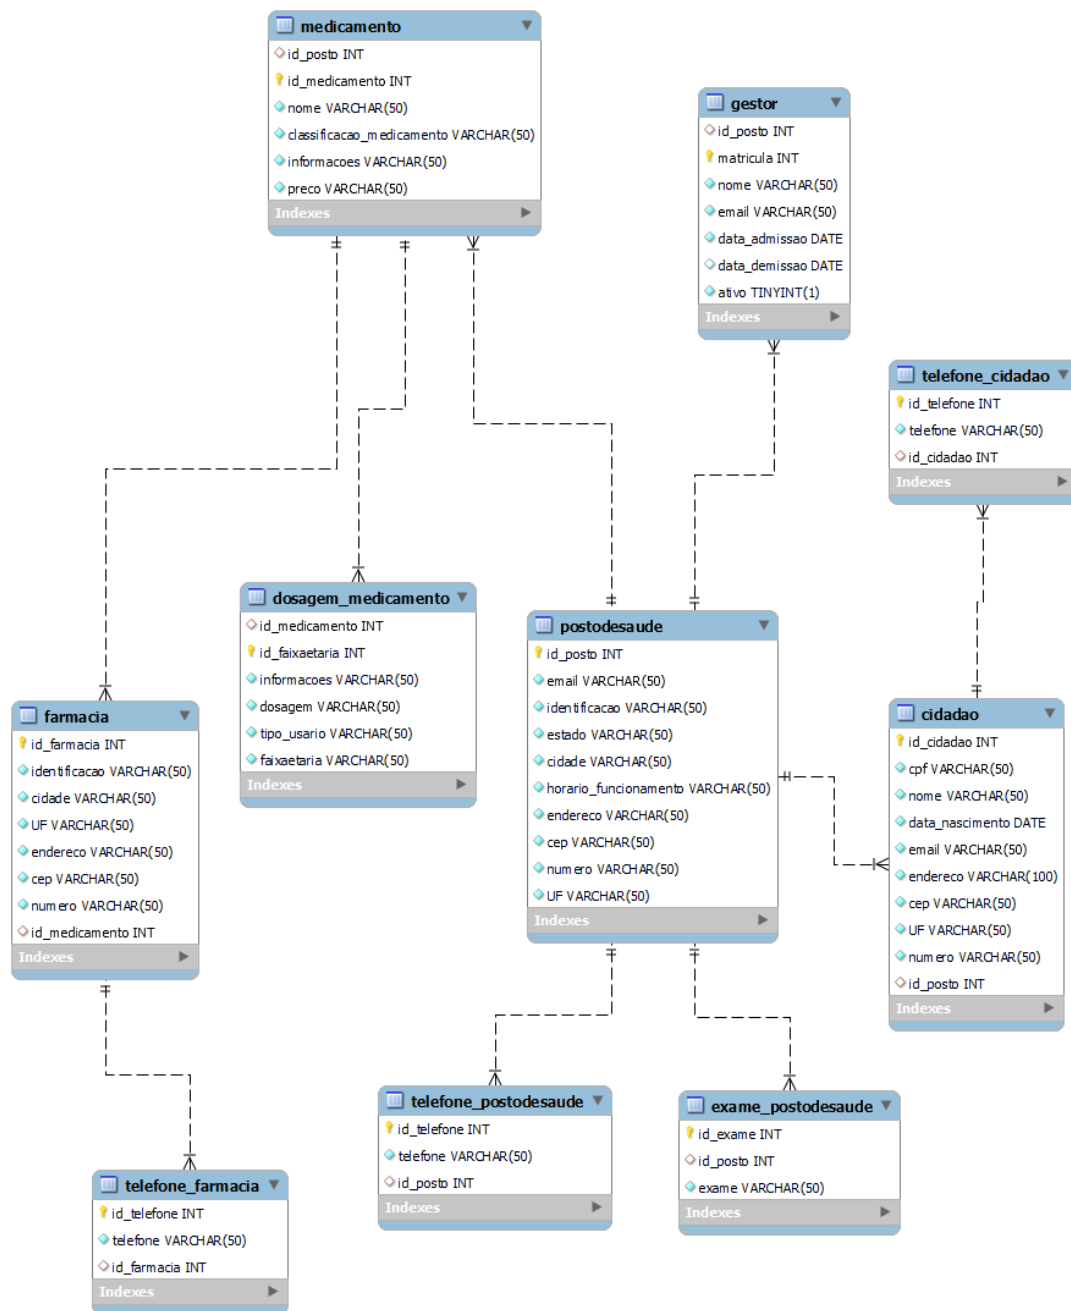 medicamento
id_posto INT
id_medicamento INT
nome VARCHAR(50)
classificacao_medicamento VARCHAR(50)
informacoes VARCHAR(50)
preco VARCHAR(50)
Indexes
gestor
id_posto INT
matricula INT
nome VARCHAR(50)
email VARCHAR(50)
data_admissao DATE
data_demissao DATE
ativo TINYINT(1)
Indexes
telefone_cidadao
id_telefone INT
telefone VARCHAR(50)
id_cidadao INT
Indexes
dosagem_medicamento
id_medicamento INT
id_faixaetaria INT
informacoes VARCHAR(50)
dosagem VARCHAR(50)
tipo_usario VARCHAR(50)
faixaetaria VARCHAR(50)
Indexes
postodesaude
id_posto INT
email VARCHAR(50)
identificacao VARCHAR(50)
estado VARCHAR(50)
cidade VARCHAR(50)
horario_funcionamento VARCHAR(50)
endereco VARCHAR(50)
cep VARCHAR(50)
numero VARCHAR(50)
UF VARCHAR(50)
Indexes
farmacia
id_farmacia INT
identificacao VARCHAR(50)
cidade VARCHAR(50)
UF VARCHAR(50)
endereco VARCHAR(50)
cep VARCHAR(50)
numero VARCHAR(50)
id_medicamento INT
Indexes
cidadao
id_cidadao INT
cpf VARCHAR(50)
nome VARCHAR(50)
data_nascimento DATE
email VARCHAR(50)
endereco VARCHAR(100)
cep VARCHAR(50)
UF VARCHAR(50)
numero VARCHAR(50)
id_posto INT
Indexes
telefone_postodesaude
id_telefone INT
telefone VARCHAR(50)
id_posto INT
Indexes
exame_postodesaude
id_exame INT
id_posto INT
exame VARCHAR(50)
Indexes
telefone_farmacia
id_telefone INT
telefone VARCHAR(50)
id_farmacia INT
Indexes